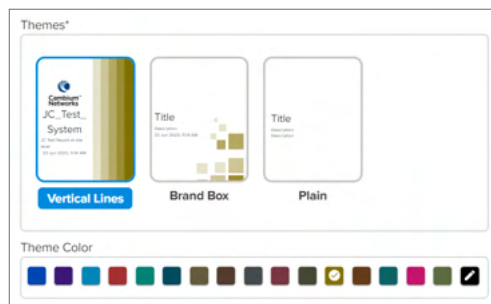 Themes*
Cambium
Networks
JC_Test_
System
Title
Title
Vertical Lines
Brand Box
Plain
Theme Color